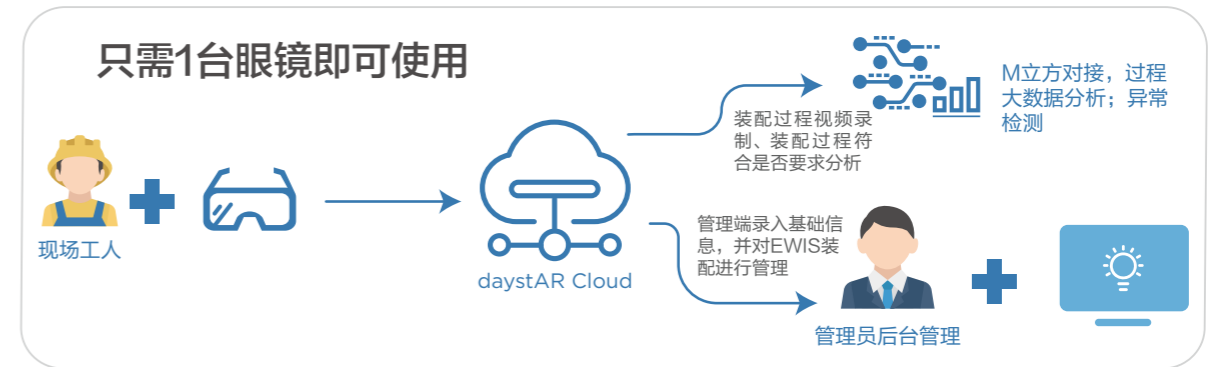 只需1台眼镜即可使用
现场工人
daystAR Cloud
装配过程视频录
制、装配过程符
合是否要求分析
M立方对接，过程
大数据分析；异常
检测
管理端录入基础信
息，并对EWIS装
配进行管理
管理员后台管理